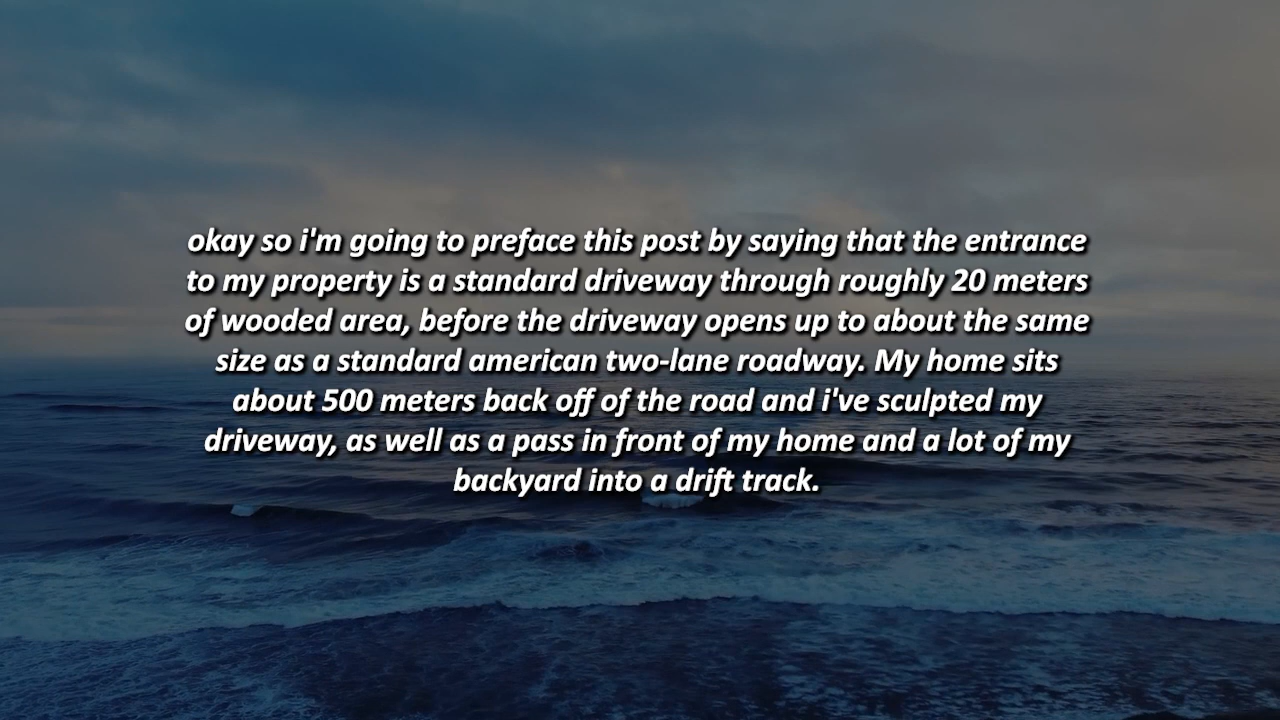 okay so i'm going to preface this post by saying that the entrance
to my property is a standard driveway through roughly 20 meters
of wooded area, before the driveway opens up to about the same
size as a standard american two-lane roadway. My home sits
about 500 meters back off of the road and i've sculpted my
driveway, as well as a pass in front of my home and a lot of my
backyard into a drift track.